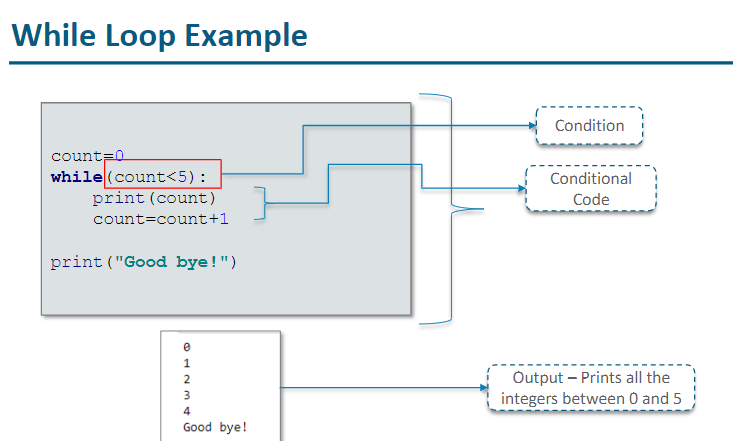 While Loop Example
count=0
while(count<5):
print(count)
count=count+1
print("Good bye!")
Condition
Conditional
Code
0
1
2
3
4
Good bye!
Output – Prints all the
integers between 0 and 5